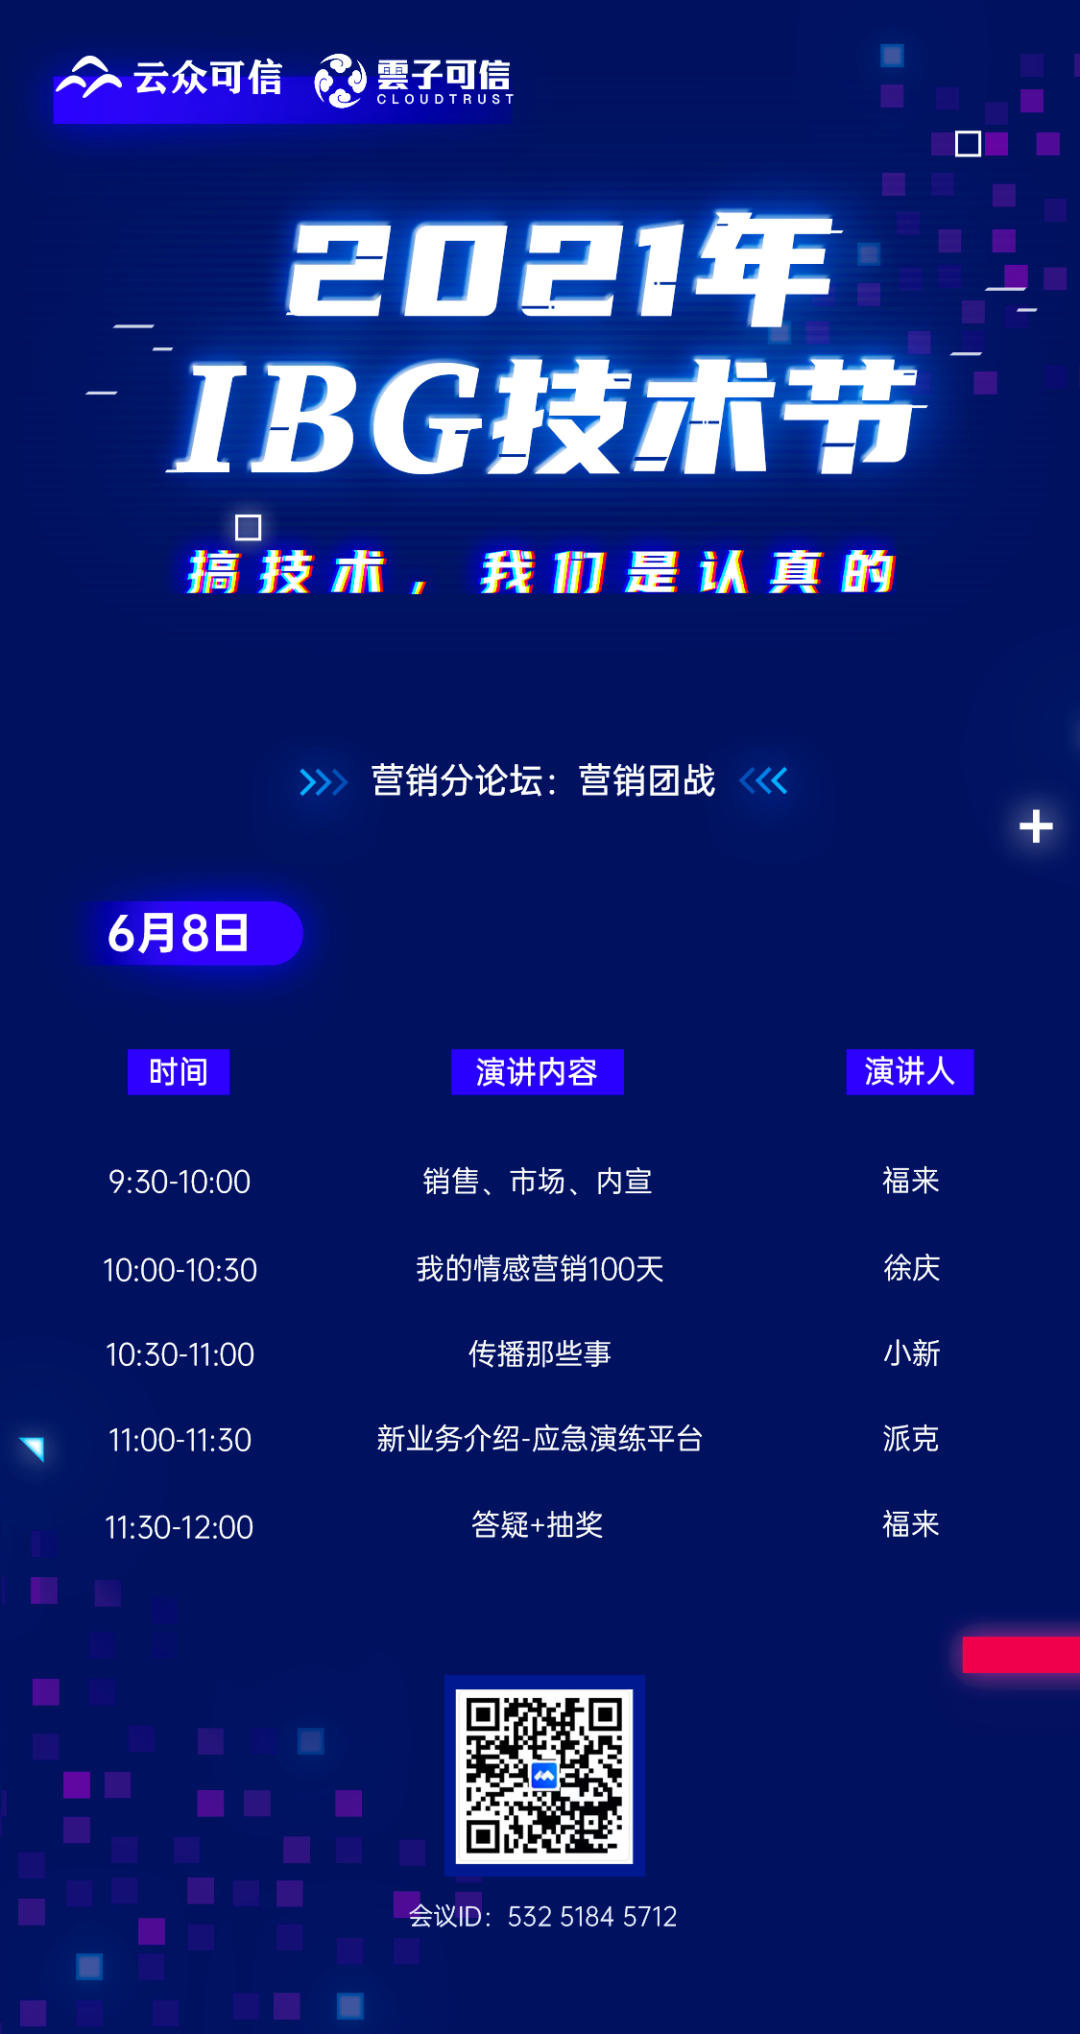 云众可信 雲子可信
CLOUDTRUST
2021年
IBG技术节
搞技术，我们是认真的
营销分论坛：营销团战
6月8日
时间 演讲内容 演讲人
9:30-10:00 销售、市场、内宣 福来
10:00-10:30 我的情感营销100天 徐庆
10:30-11:00 传播那些事 小新
11:00-11:30 新业务介绍-应急演练平台 派克
11:30-12:00 答疑+抽奖 福来
会议ID：532 5184 5712